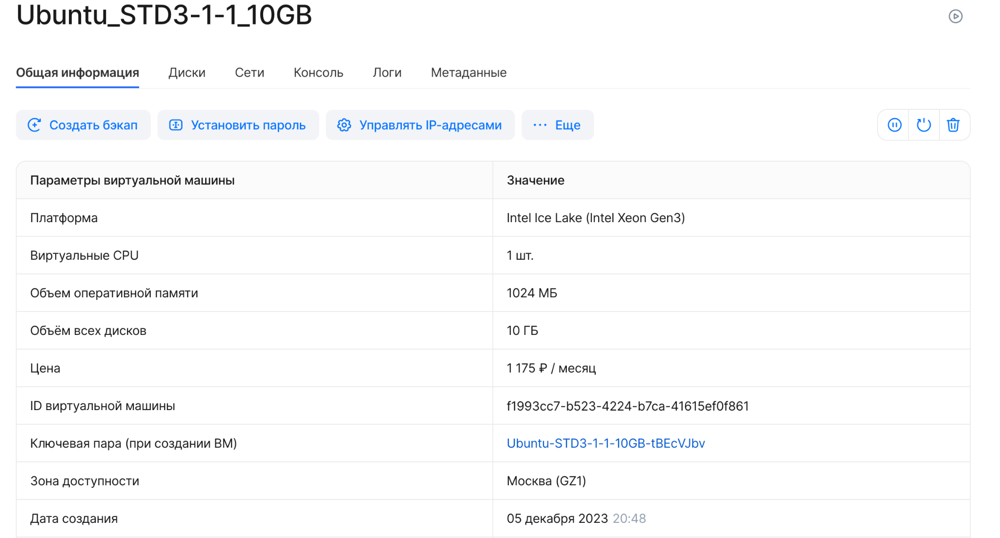 Ubuntu_STD3-1-1_10GB
Общая информация Диски Сети Консоль Логи Метаданные
Создать бэкап Установить пароль Управлять IP-адресами Еще
Параметры виртуальной машины Значение
Платформа Intel Ice Lake (Intel Xeon Gen3)
Виртуальные CPU 1 шт.
Объем оперативной памяти 1024 МБ
Объём всех дисков 10 ГБ
Цена 1 175 ₽ / месяц
ID виртуальной машины f1993cc7-b523-4224-b7ca-41615ef0f861
Ключевая пара (при создании ВМ) Ubuntu-STD3-1-1-10GB-tBEcVJbv
Зона доступности Москва (GZ1)
Дата создания 05 декабря 2023 20:48